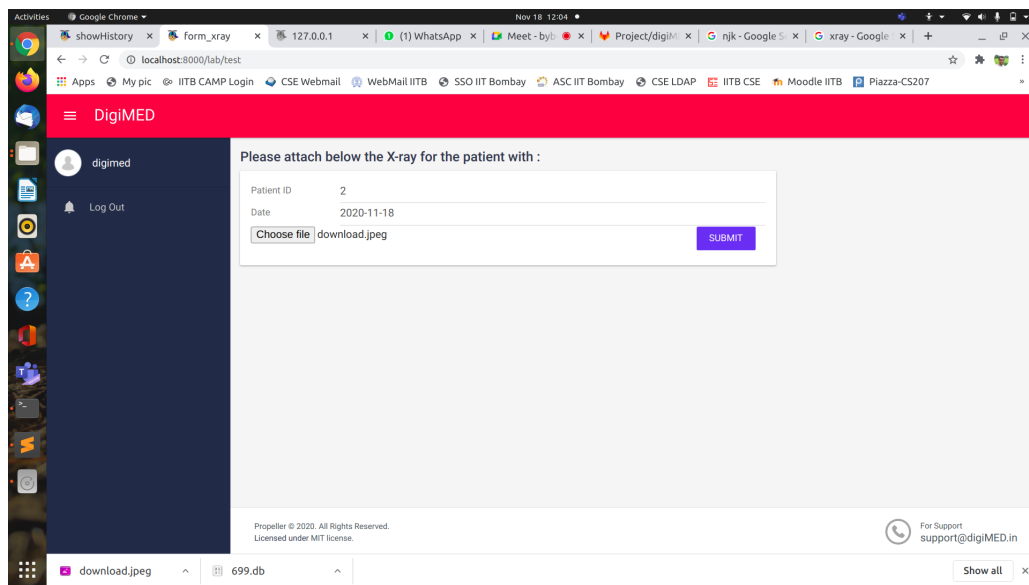 Activities Google Chrome Nov 18 12:04
showHistory form_xray 127.0.0.1 (1) WhatsApp Meet - byb Project/digiM njk - Google S xray - Google
localhost:8000/lab/test
Apps My pic IITB CAMP Login CSE Webmail WebMail IITB SSO IIT Bombay ASC IIT Bombay CSE LDAP IITB CSE Moodle IITB Piazza-CS207 »
DigiMED
digimed
Log Out
Please attach below the X-ray for the patient with :
Patient ID 2
Date 2020-11-18
Choose file download.jpeg SUBMIT
Propeller © 2020. All Rights Reserved.
Licensed under MIT license.
For Support
support@digiMED.in
download.jpeg 699.db Show all